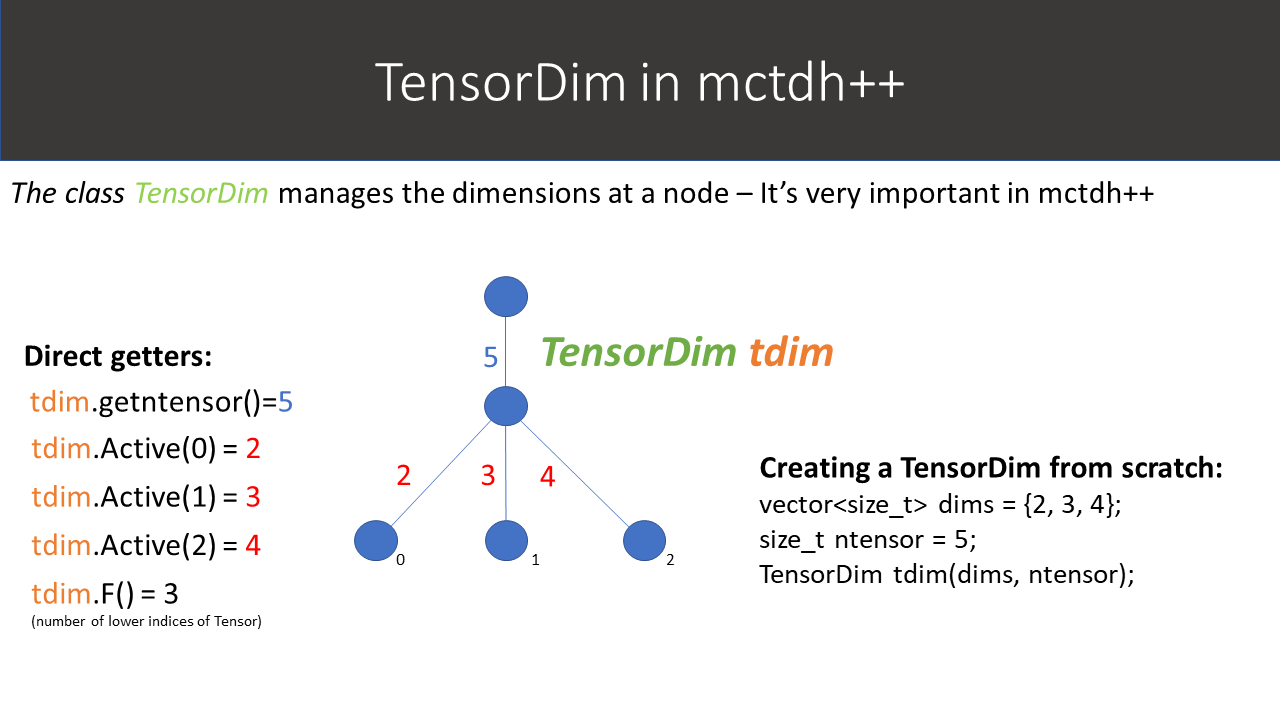 TensorDim in mctdh++
The class TensorDim manages the dimensions at a node – It’s very important in mctdh++
Direct getters:
tdim.getntensor()=5
tdim.Active(0) = 2
tdim.Active(1) = 3
tdim.Active(2) = 4
tdim.F() = 3
(number of lower indices of Tensor)
5
TensorDim tdim
2 3 4
0 1 2
Creating a TensorDim from scratch:
vector<size_t> dims = {2, 3, 4};
size_t ntensor = 5;
TensorDim tdim(dims, ntensor);